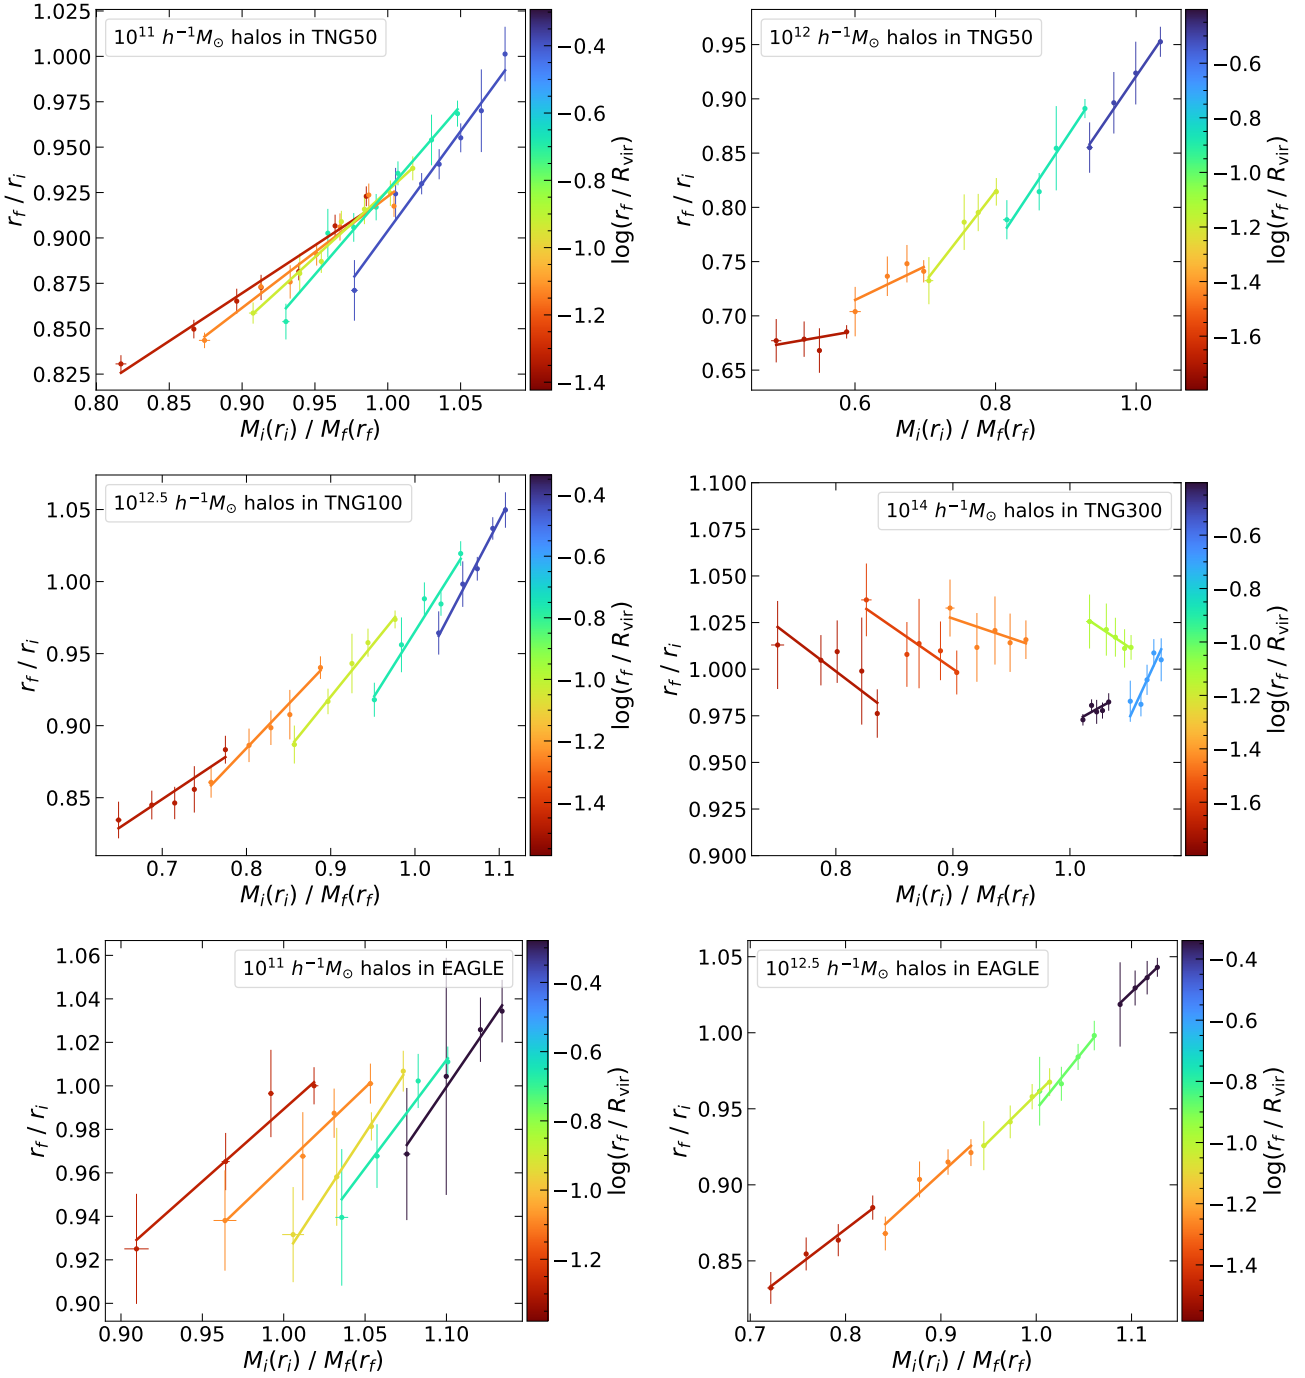 10^11 h^−1 M_⊙ halos in TNG50
r_f / r_i
1.025
1.000
0.975
0.950
0.925
0.900
0.875
0.850
0.825
0.80 0.85 0.90 0.95 1.00 1.05
M_i(r_i) / M_f(r_f)
−0.4
−0.6
−0.8
−1.0
−1.2
−1.4
log(r_f / R_vir)
10^12 h^−1 M_⊙ halos in TNG50
r_f / r_i
0.95
0.90
0.85
0.80
0.75
0.70
0.65
0.6 0.8 1.0
M_i(r_i) / M_f(r_f)
−0.6
−0.8
−1.0
−1.2
−1.4
−1.6
log(r_f / R_vir)
10^12.5 h^−1 M_⊙ halos in TNG100
r_f / r_i
1.05
1.00
0.95
0.90
0.85
0.7 0.8 0.9 1.0 1.1
M_i(r_i) / M_f(r_f)
−0.4
−0.6
−0.8
−1.0
−1.2
−1.4
log(r_f / R_vir)
10^14 h^−1 M_⊙ halos in TNG300
r_f / r_i
1.100
1.075
1.050
1.025
1.000
0.975
0.950
0.925
0.900
0.8 0.9 1.0
M_i(r_i) / M_f(r_f)
−0.6
−0.8
−1.0
−1.2
−1.4
−1.6
log(r_f / R_vir)
10^11 h^−1 M_⊙ halos in EAGLE
r_f / r_i
1.06
1.04
1.02
1.00
0.98
0.96
0.94
0.92
0.90
0.90 0.95 1.00 1.05 1.10
M_i(r_i) / M_f(r_f)
−0.4
−0.6
−0.8
−1.0
−1.2
log(r_f / R_vir)
10^12.5 h^−1 M_⊙ halos in EAGLE
r_f / r_i
1.05
1.00
0.95
0.90
0.85
0.7 0.8 0.9 1.0 1.1
M_i(r_i) / M_f(r_f)
−0.4
−0.6
−0.8
−1.0
−1.2
−1.4
log(r_f / R_vir)